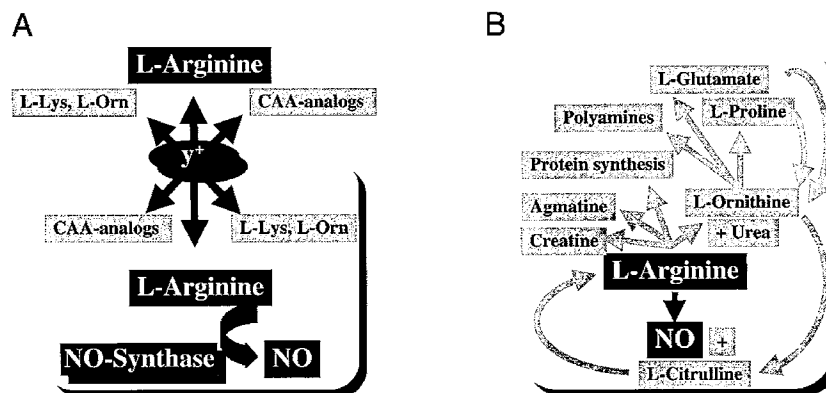 A
L-Arginine
L-Lys, L-Orn
CAA-analogs
y+
CAA-analogs
L-Lys, L-Orn
L-Arginine
NO-Synthase
NO
B
L-Glutamate
L-Proline
Polyamines
Protein synthesis
Agmatine
L-Ornithine
Creatine
+ Urea
L-Arginine
NO
+
L-Citrulline